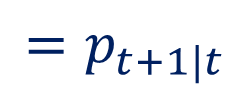 = p_{t+1|t}